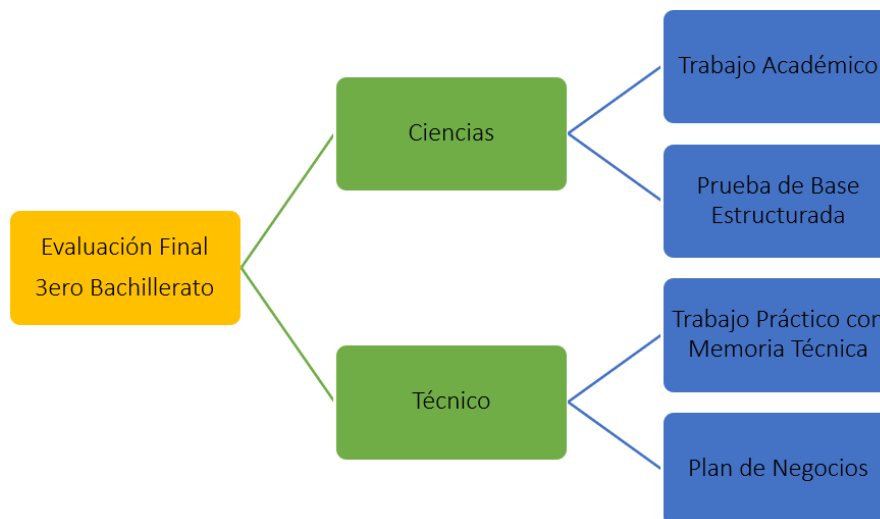 Evaluación Final
3ero Bachillerato
Ciencias
Técnico
Trabajo Académico
Prueba de Base
Estructurada
Trabajo Práctico con
Memoria Técnica
Plan de Negocios